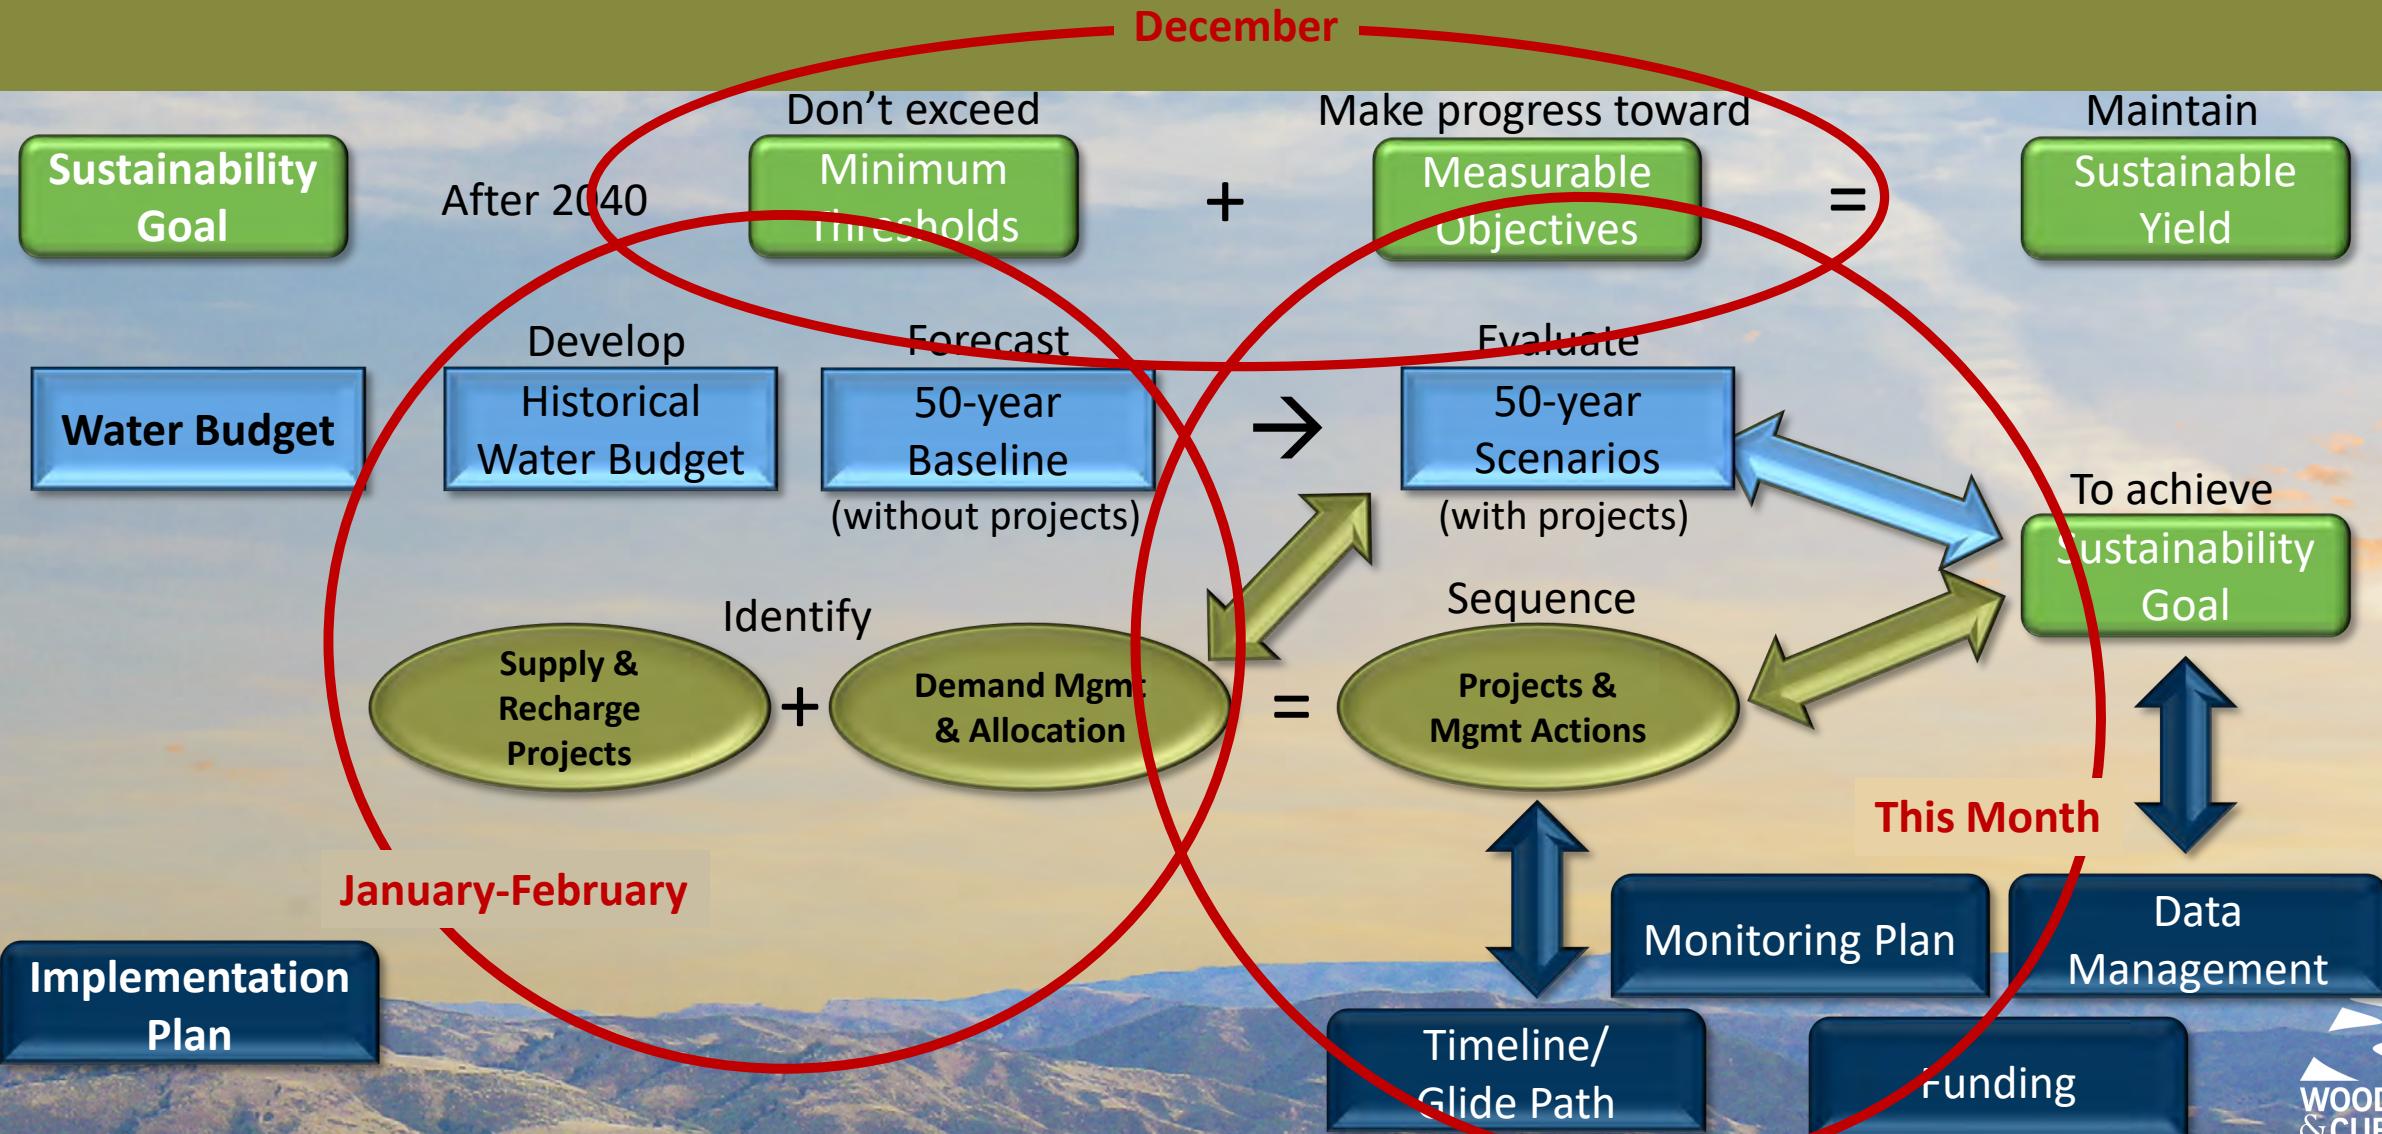 December
Don't exceed
Make progress toward
Maintain
Sustainability
Goal
After 2040
Minimum
Thresholds
+
Measurable
Objectives
=
Sustainable
Yield
Develop
Forecast
Evaluate
Water Budget
Historical
Water Budget
50-year
Baseline
(without projects)
→
50-year
Scenarios
(with projects)
To achieve
Sustainability
Goal
Identify
Sequence
Supply &
Recharge
Projects
+
Demand Mgmt
& Allocation
=
Projects &
Mgmt Actions
This Month
January-February
Implementation
Plan
Monitoring Plan
Data
Management
Timeline/
Glide Path
Funding